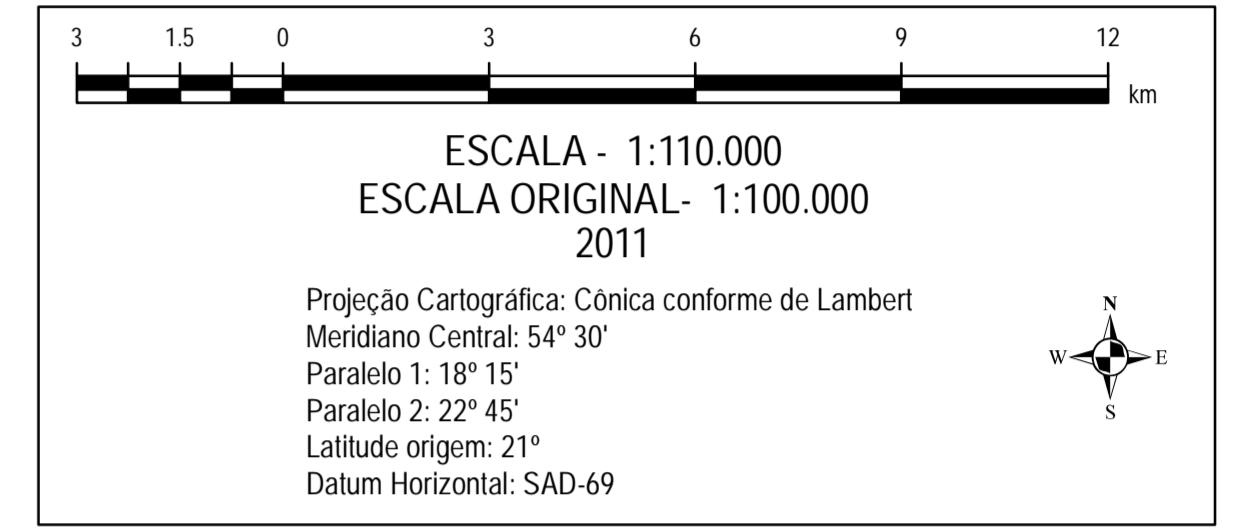 3 1.5 0 3 6 9 12
km
ESCALA - 1:110.000
ESCALA ORIGINAL- 1:100.000
2011
Projeção Cartográfica: Cônica conforme de Lambert
Meridiano Central: 54º 30'
Paralelo 1: 18º 15'
Paralelo 2: 22º 45'
Latitude origem: 21º
Datum Horizontal: SAD-69
N
W E
S